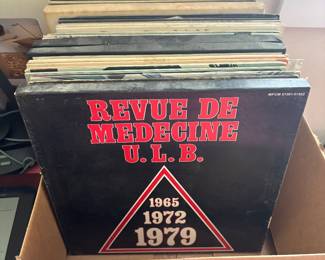 REVUE DE
MEDECINE
U.L.B.
1965
1972
1979